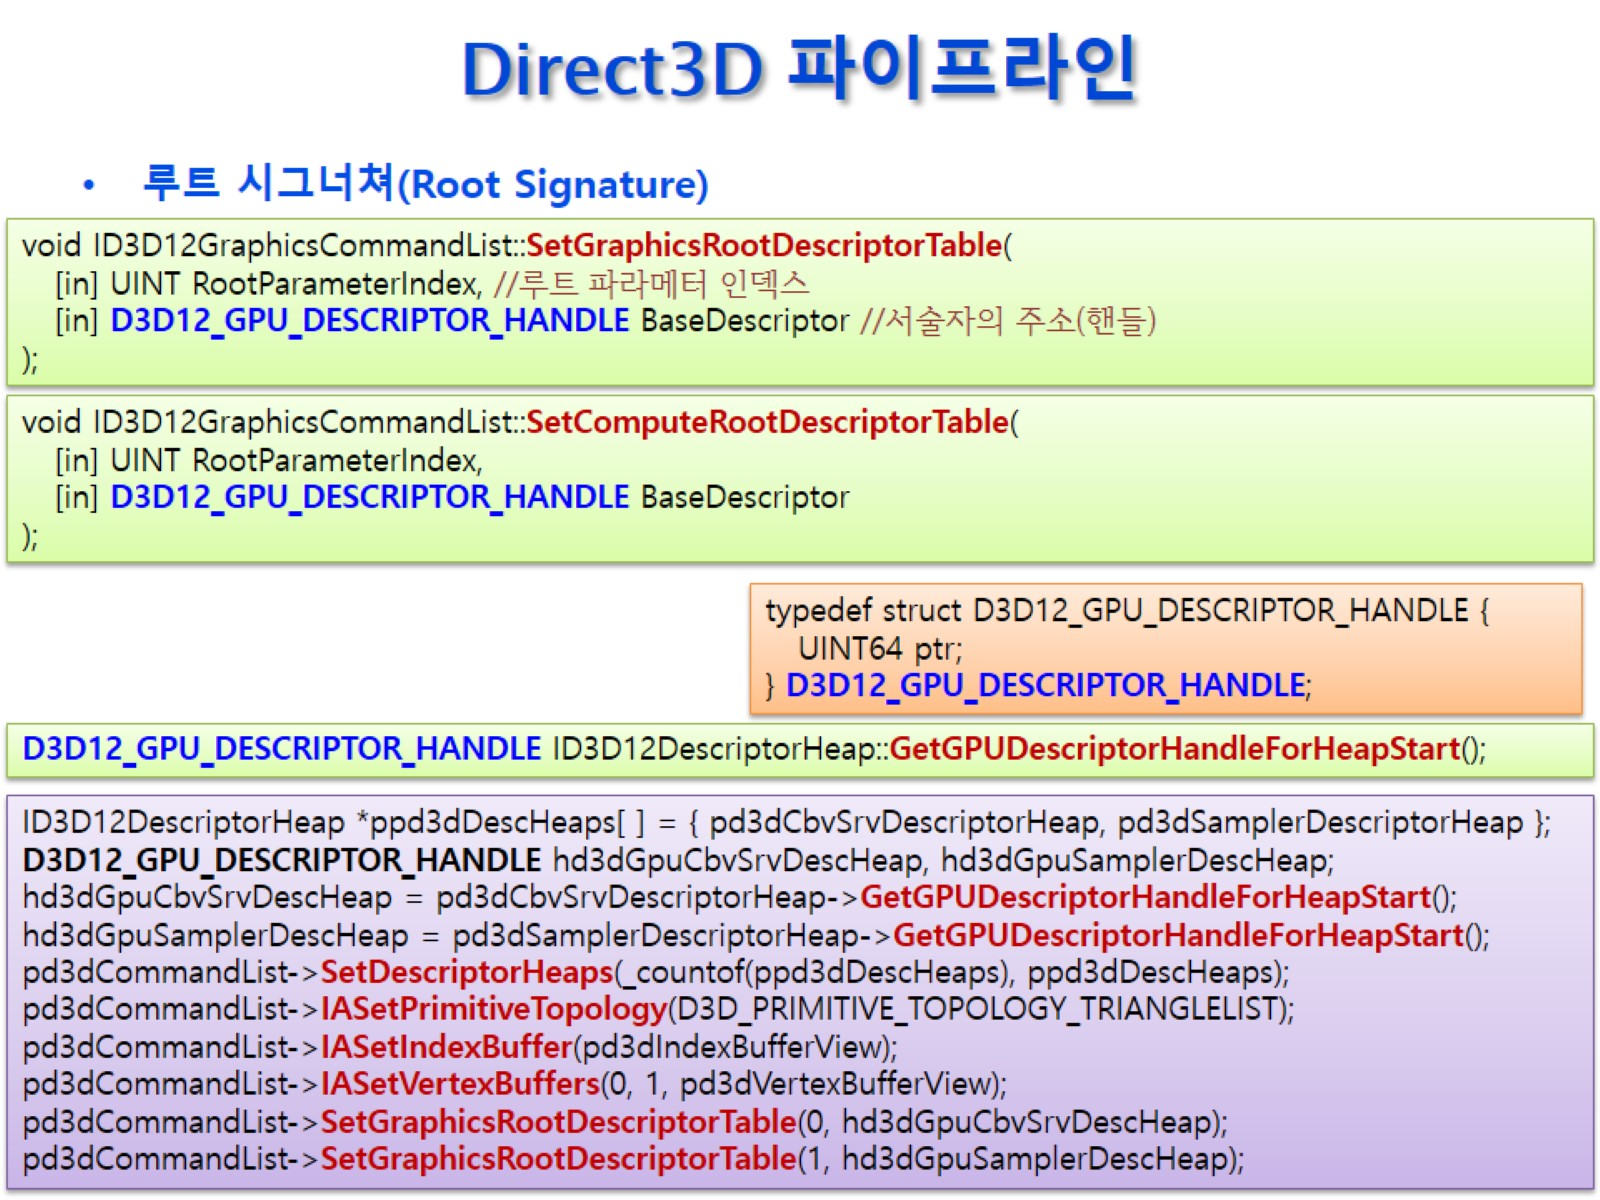 Direct3D 파이프라인
• 루트 시그너쳐(Root Signature)
void ID3D12GraphicsCommandList::SetGraphicsRootDescriptorTable(
[in] UINT RootParameterIndex, //루트 파라메터 인덱스
[in] D3D12_GPU_DESCRIPTOR_HANDLE BaseDescriptor //서술자의 주소(핸들)
);
void ID3D12GraphicsCommandList::SetComputeRootDescriptorTable(
[in] UINT RootParameterIndex,
[in] D3D12_GPU_DESCRIPTOR_HANDLE BaseDescriptor
);
typedef struct D3D12_GPU_DESCRIPTOR_HANDLE {
UINT64 ptr;
} D3D12_GPU_DESCRIPTOR_HANDLE;
D3D12_GPU_DESCRIPTOR_HANDLE ID3D12DescriptorHeap::GetGPUDescriptorHandleForHeapStart();
ID3D12DescriptorHeap *ppd3dDescHeaps[ ] = { pd3dCbvSrvDescriptorHeap, pd3dSamplerDescriptorHeap };
D3D12_GPU_DESCRIPTOR_HANDLE hd3dGpuCbvSrvDescHeap, hd3dGpuSamplerDescHeap;
hd3dGpuCbvSrvDescHeap = pd3dCbvSrvDescriptorHeap->GetGPUDescriptorHandleForHeapStart();
hd3dGpuSamplerDescHeap = pd3dSamplerDescriptorHeap->GetGPUDescriptorHandleForHeapStart();
pd3dCommandList->SetDescriptorHeaps(_countof(ppd3dDescHeaps), ppd3dDescHeaps);
pd3dCommandList->IASetPrimitiveTopology(D3D_PRIMITIVE_TOPOLOGY_TRIANGLELIST);
pd3dCommandList->IASetIndexBuffer(pd3dIndexBufferView);
pd3dCommandList->IASetVertexBuffers(0, 1, pd3dVertexBufferView);
pd3dCommandList->SetGraphicsRootDescriptorTable(0, hd3dGpuCbvSrvDescHeap);
pd3dCommandList->SetGraphicsRootDescriptorTable(1, hd3dGpuSamplerDescHeap);